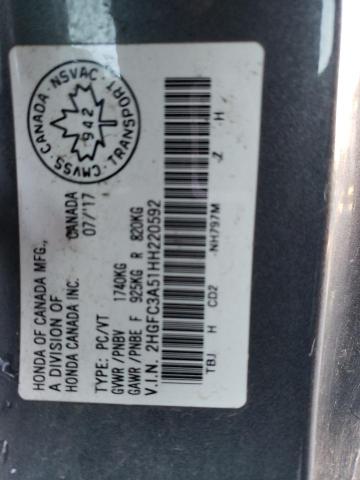 HONDA OF CANADA MFG.,
A DIVISION OF
HONDA CANADA INC. CANADA
07/'17
TYPE: PC/VT
GVWR / PNBV 1740KG
GAWR / PNBE F 925KG R 820KG
V.I.N. 2HGFC3A51HH220592
TBJ H CD2 NH797M -Z H
CMVSS · CANADA · NSVAC · TRANSPORT
942